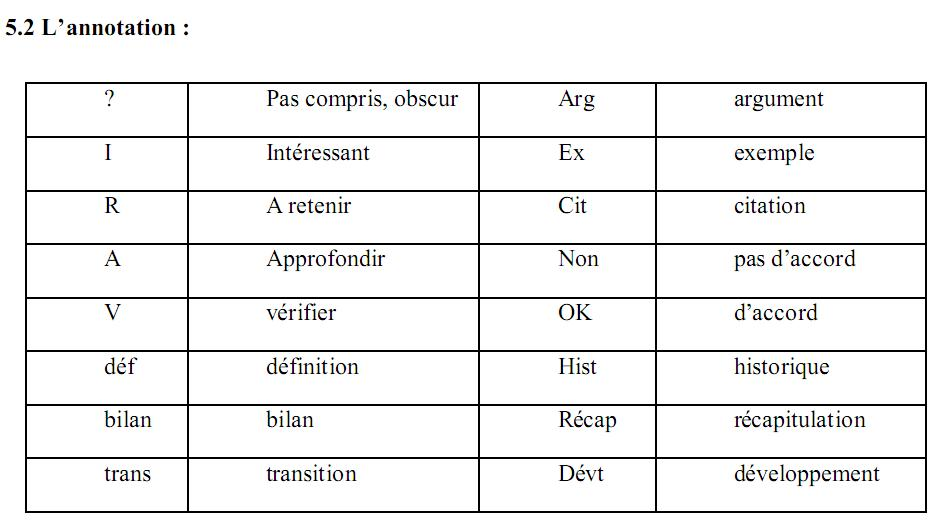 5.2 L’annotation :
? Pas compris, obscur Arg argument
I Intéressant Ex exemple
R A retenir Cit citation
A Approfondir Non pas d’accord
V vérifier OK d’accord
déf définition Hist historique
bilan bilan Récap récapitulation
trans transition Dévt développement